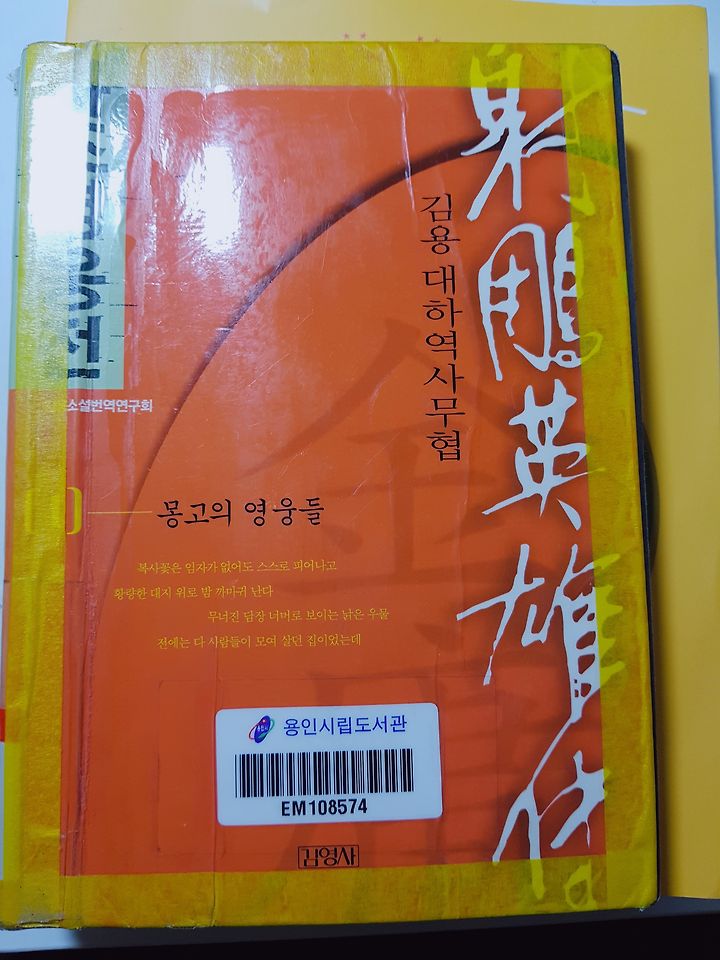 射鵰英雄傳
김용 대하역사무협
소설번역연구회
몽고의 영웅들
복사꽃은 임자가 없어도 스스로 피어나고
황량한 대지 위로 밤 까마귀 난다
무너진 담장 너머로 보이는 낡은 우물
전에는 다 사람들이 모여 살던 집이었는데
용인시립도서관
EM108574
김영사